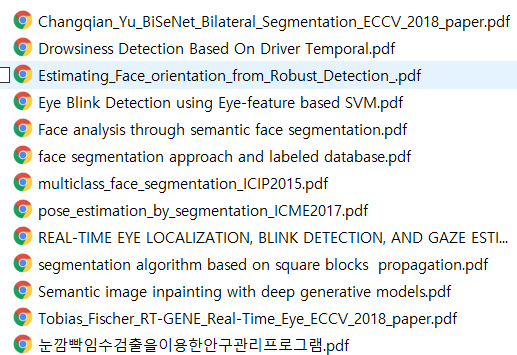 Changqian_Yu_BiSeNet_Bilateral_Segmentation_ECCV_2018_paper.pdf
Drowsiness Detection Based On Driver Temporal.pdf
Estimating_Face_orientation_from_Robust_Detection_.pdf
Eye Blink Detection using Eye-feature based SVM.pdf
Face analysis through semantic face segmentation.pdf
face segmentation approach and labeled database.pdf
multiclass_face_segmentation_ICIP2015.pdf
pose_estimation_by_segmentation_ICME2017.pdf
REAL-TIME EYE LOCALIZATION, BLINK DETECTION, AND GAZE ESTI...
segmentation algorithm based on square blocks  propagation.pdf
Semantic image inpainting with deep generative models.pdf
Tobias_Fischer_RT-GENE_Real-Time_Eye_ECCV_2018_paper.pdf
눈깜빡임수검출을이용한안구관리프로그램.pdf